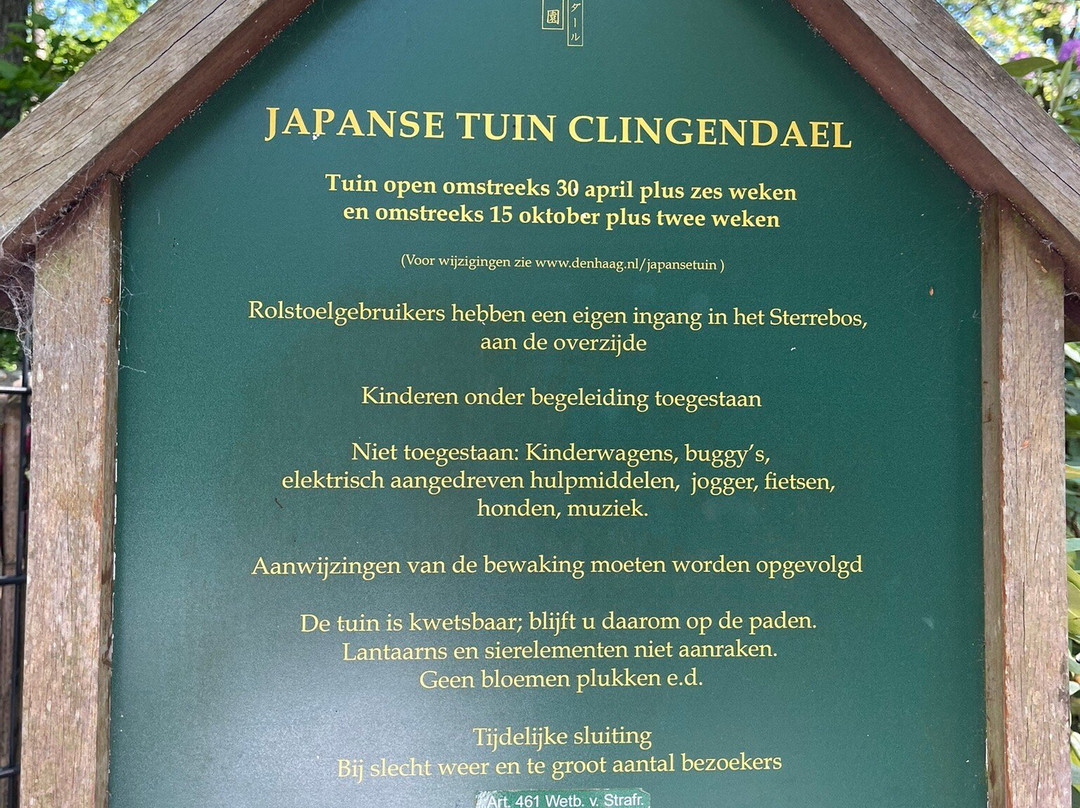 園
ダール
JAPANSE TUIN CLINGENDAEL
Tuin open omstreeks 30 april plus zes weken
en omstreeks 15 oktober plus twee weken
(Voor wijzigingen zie www.denhaag.nl/japansetuin )
Rolstoelgebruikers hebben een eigen ingang in het Sterrebos,
aan de overzijde
Kinderen onder begeleiding toegestaan
Niet toegestaan: Kinderwagens, buggy's,
elektrisch aangedreven hulpmiddelen, jogger, fietsen,
honden, muziek.
Aanwijzingen van de bewaking moeten worden opgevolgd
De tuin is kwetsbaar; blijft u daarom op de paden.
Lantaarns en sierelementen niet aanraken.
Geen bloemen plukken e.d.
Tijdelijke sluiting
Bij slecht weer en te groot aantal bezoekers
Art. 461 Wetb. v. Strafr.